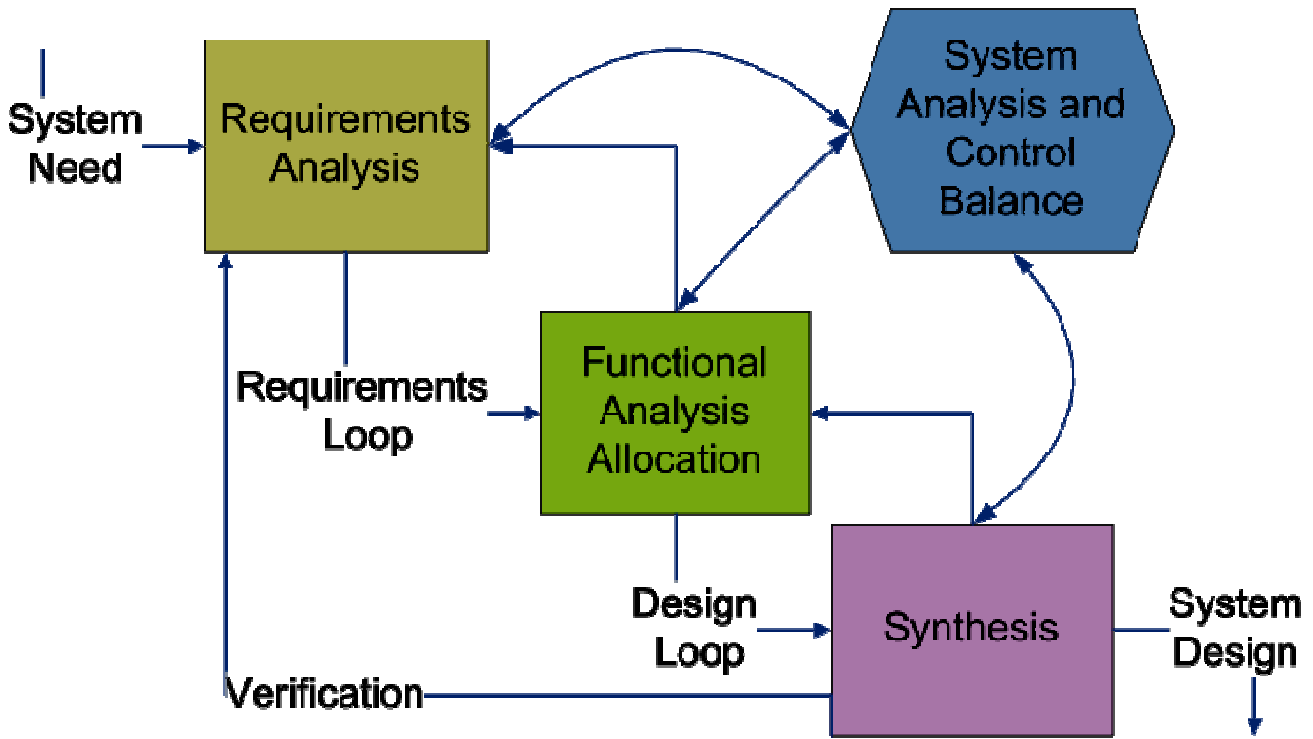 System
Need
Requirements
Analysis
System
Analysis and
Control
Balance
Requirements
Loop
Functional
Analysis
Allocation
Design
Loop
Synthesis
System
Design
Verification